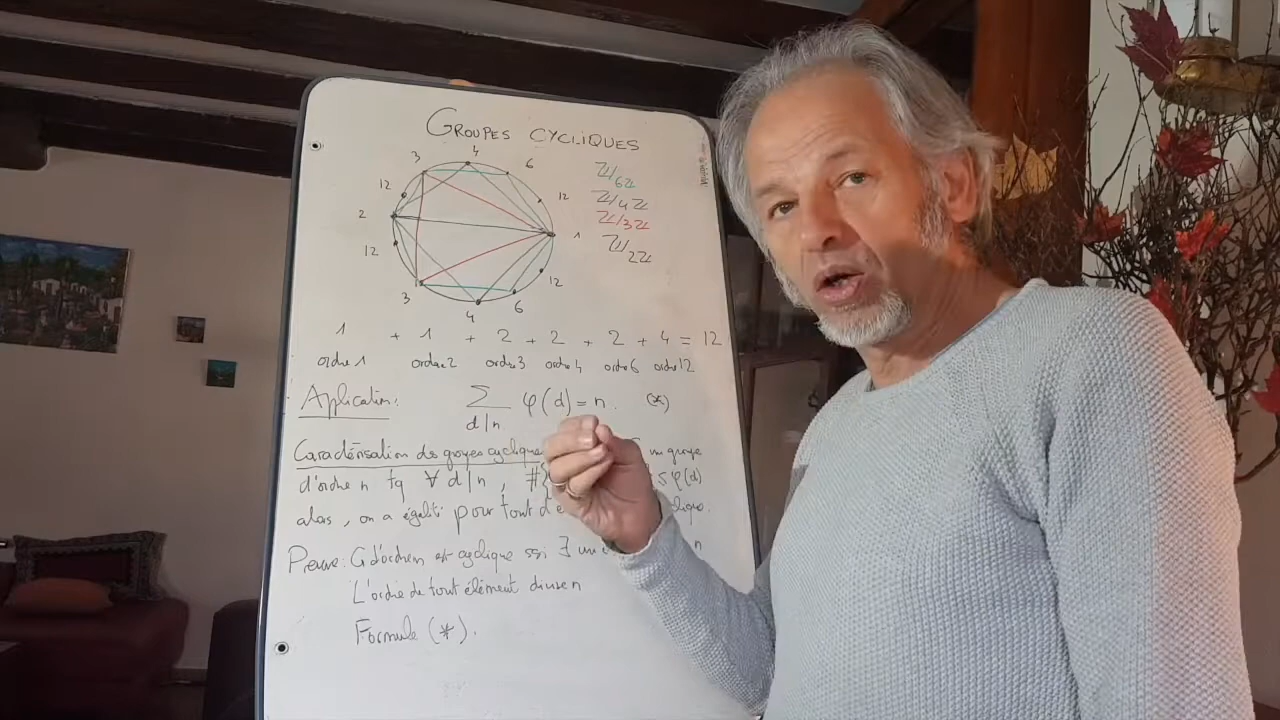 GROUPES CYCLIQUES
3 4 6
12 12
2 1
12 12
3 4 6
Z/6Z
Z/4Z
Z/3Z
Z/2Z
1 + 1 + 2 + 2 + 2 + 4 = 12
ordre 1 ordre 2 ordre 3 ordre 4 ordre 6 ordre 12
Application: ∑ φ(d) = n. (*)
d|n
Caractérisation des groupes cyclique un groupe
d'ordre n tq ∀ d|n, #{ ≤ φ(d)
alors, on a égalité pour tout d e
Preuve: G d'ordre n est cyclique ssi ∃ un n
L'ordre de tout élément divise n
Formule (*).